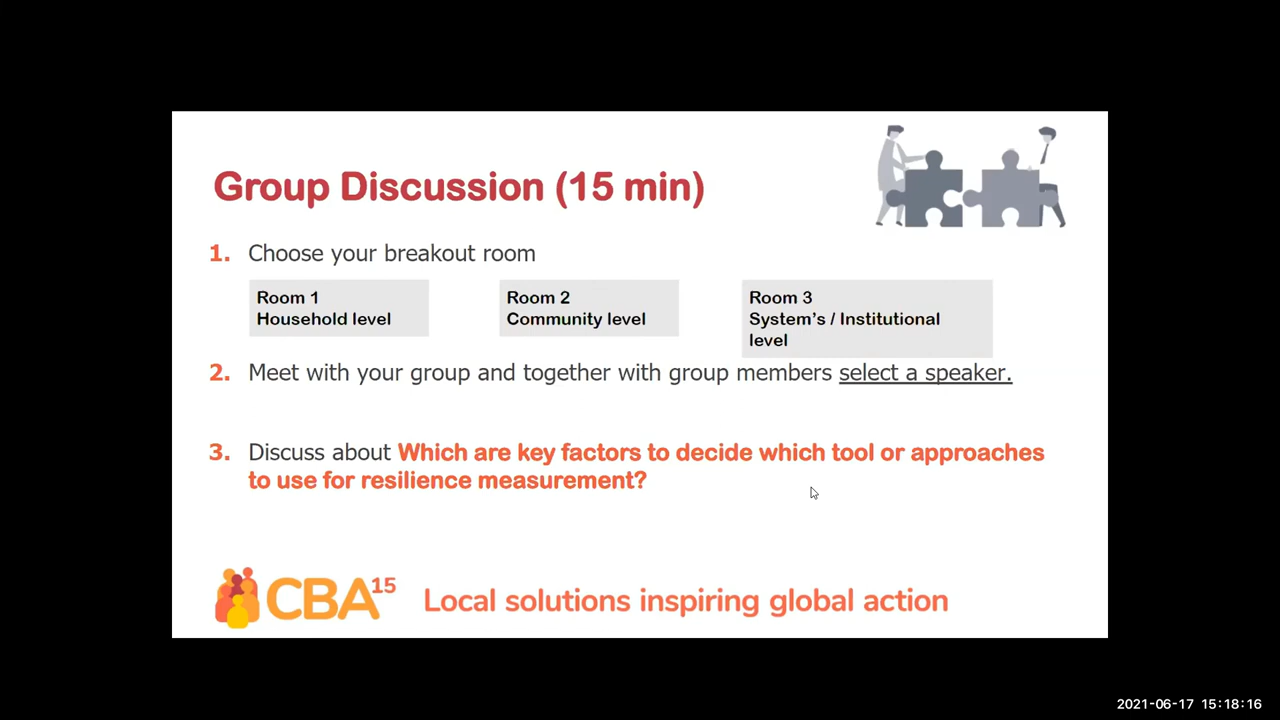 Group Discussion (15 min)
1. Choose your breakout room
Room 1
Household level
Room 2
Community level
Room 3
System's / Institutional
level
2. Meet with your group and together with group members select a speaker.
3. Discuss about Which are key factors to decide which tool or approaches
to use for resilience measurement?
CBA15 Local solutions inspiring global action
2021-06-17 15:18:16